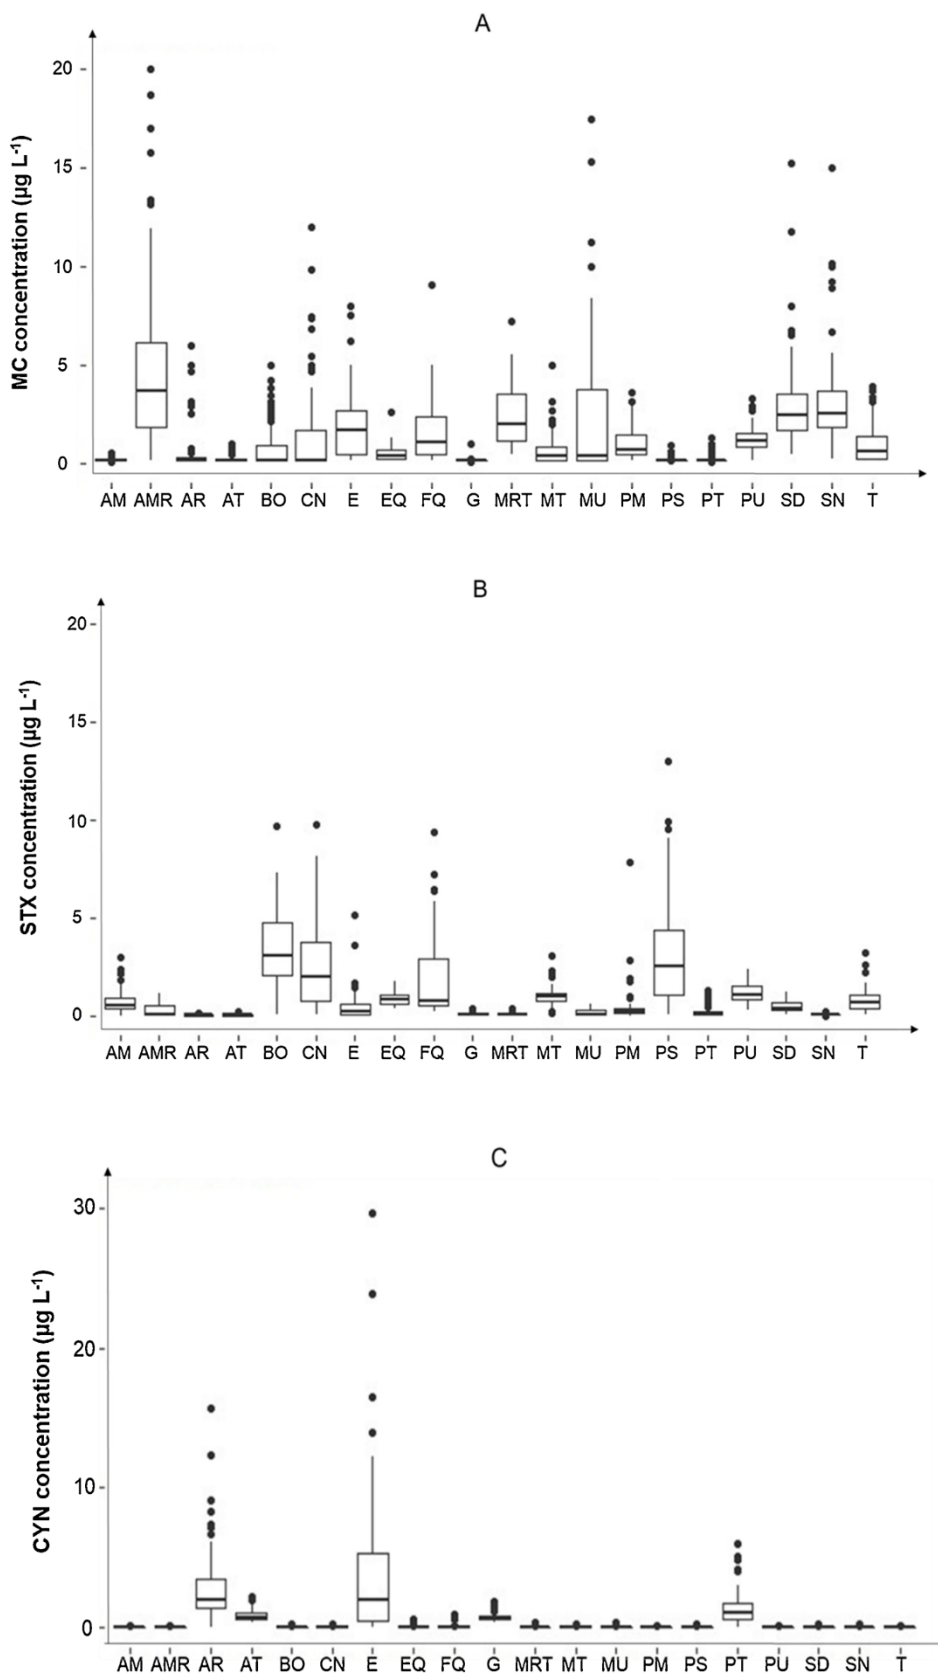 A
MC concentration (µg L⁻¹)
20
15
10
5
0
AM AMR AR AT BO CN E EQ FQ G MRT MT MU PM PS PT PU SD SN T
B
STX concentration (µg L⁻¹)
20
15
10
5
0
AM AMR AR AT BO CN E EQ FQ G MRT MT MU PM PS PT PU SD SN T
C
CYN concentration (µg L⁻¹)
30
20
10
0
AM AMR AR AT BO CN E EQ FQ G MRT MT MU PM PS PT PU SD SN T